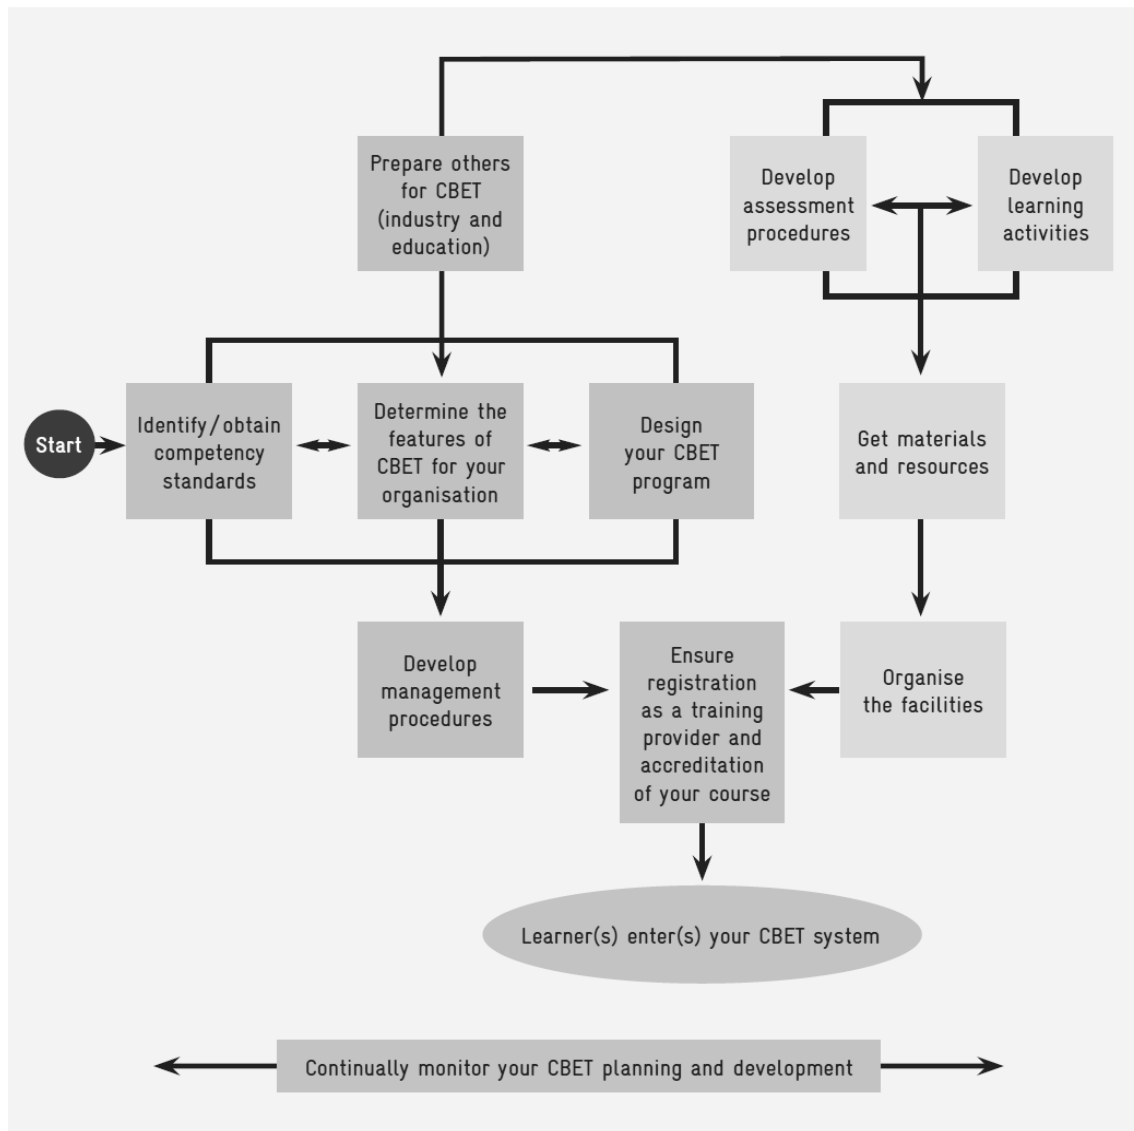 Prepare others
for CBET
(industry and
education)
Develop
assessment
procedures
Develop
learning
activities
Start
Identify/obtain
competency
standards
Determine the
features of
CBET for your
organisation
Design
your CBET
program
Get materials
and resources
Develop
management
procedures
Ensure
registration
as a training
provider and
accreditation
of your course
Organise
the facilities
Learner(s) enter(s) your CBET system
Continually monitor your CBET planning and development